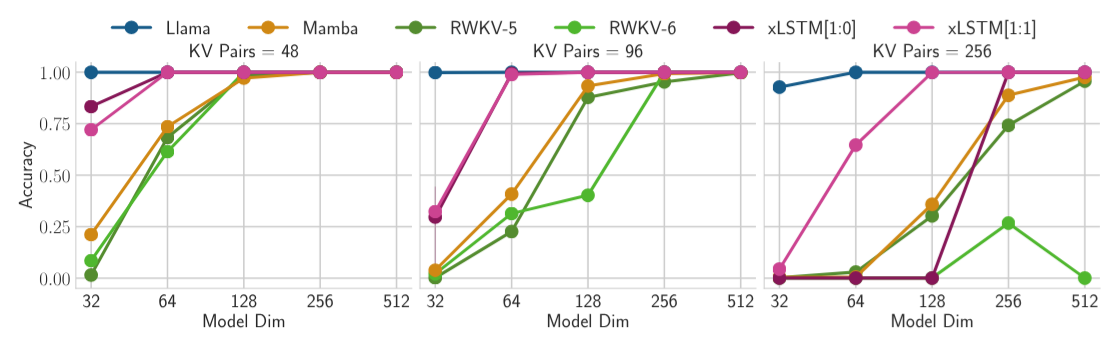 Llama Mamba RWKV-5 RWKV-6 xLSTM[1:0] xLSTM[1:1]
KV Pairs = 48 KV Pairs = 96 KV Pairs = 256
1.00
0.75
0.50
0.25
0.00
Accuracy
32 64 128 256 512 32 64 128 256 512 32 64 128 256 512
Model Dim Model Dim Model Dim